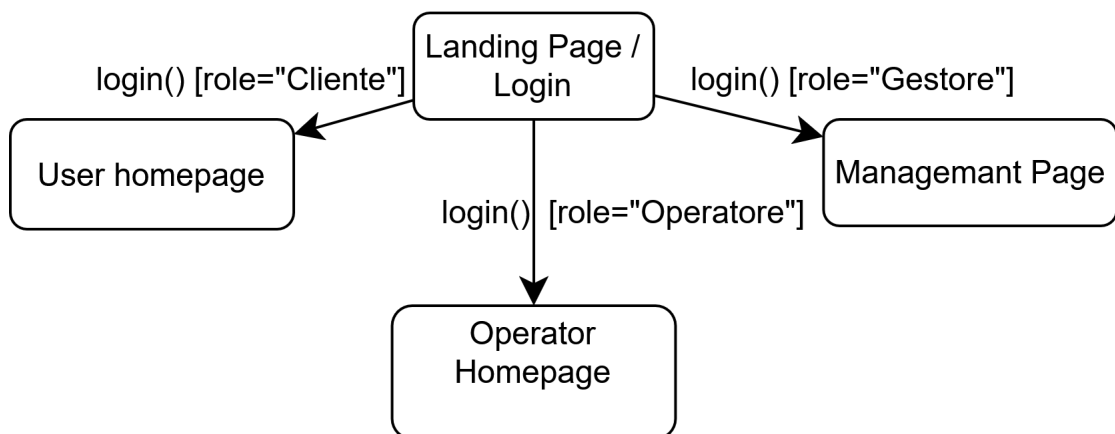 Landing Page /
Login
login() [role="Cliente"]
login() [role="Gestore"]
User homepage
Managemant Page
login() [role="Operatore"]
Operator
Homepage